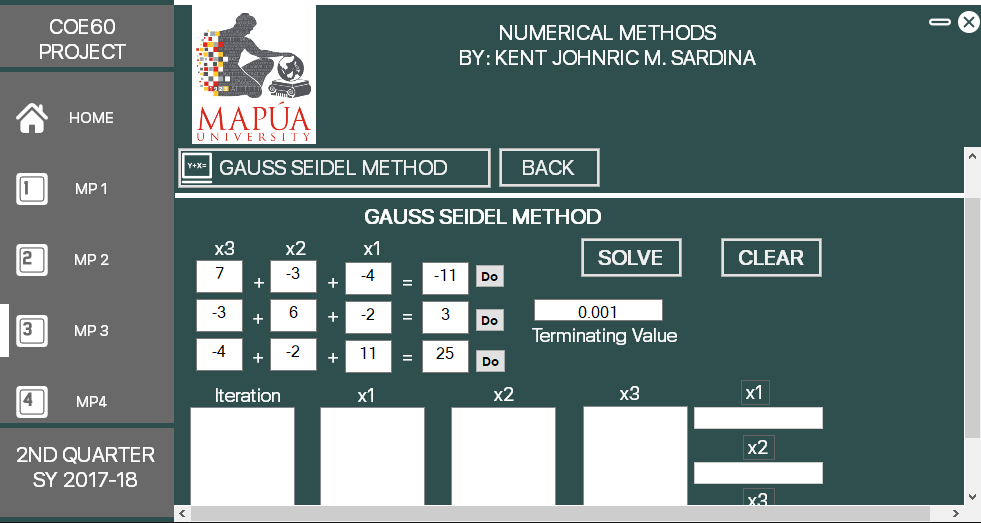 COE60
PROJECT
HOME
MP 1
MP 2
MP 3
MP4
2ND QUARTER
SY 2017-18
MAPÚA
UNIVERSITY
NUMERICAL METHODS
BY: KENT JOHNRIC M. SARDINA
Y+X=
GAUSS SEIDEL METHOD
BACK
GAUSS SEIDEL METHOD
x3 x2 x1
7 + -3 + -4 = -11 Do
-3 + 6 + -2 = 3 Do
-4 + -2 + 11 = 25 Do
SOLVE CLEAR
0.001
Terminating Value
Iteration x1 x2 x3
x1
x2
x3